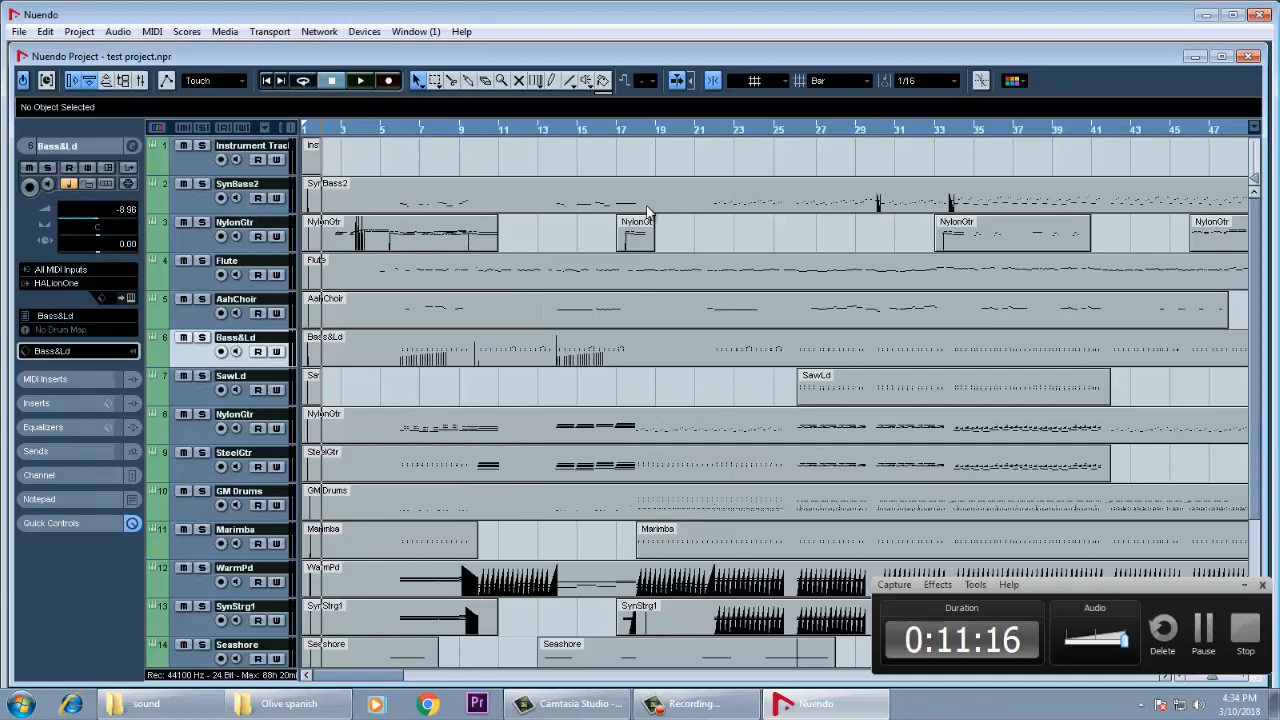 Nuendo
File Edit Project Audio MIDI Scores Media Transport Network Devices Window (1) Help
Nuendo Project - test project.npr
Touch Bar 1/16
No Object Selected
6 Bass&Ld
-8.96
C
0.00
All MIDI Inputs
HALionOne
Bass&Ld
No Drum Map
Bass&Ld
MIDI Inserts
Inserts
Equalizers
Sends
Channel
Notepad
Quick Controls
1 3 5 7 9 11 13 15 17 19 21 23 25 27 29 31 33 35 37 39 41 43 45 47
1 M S Instrument Trac
R W
2 M S SynBass2 SynBass2
R W
3 M S NylonGtr NylonGtr NylonGt NylonGtr NylonGtr
R W
4 M S Flute Flute
R W
5 M S AahChoir AahChoir
R W
6 M S Bass&Ld Bass&Ld
R W
7 M S SawLd SawLd
R W
8 M S NylonGtr NylonGtr
R W
9 M S SteelGtr SteelGtr
R W
10 M S GM Drums GM Drums
R W
11 M S Marimba Marimba Marimba
R W
12 M S WarmPd WarmPd
R W
13 M S SynStrg1 SynStrg1 SynStrg1
R W
14 M S Seashore Seashore Seashore
R W
Rec: 44100 Hz - 24 Bit - Max: 88h 20mi
Capture Effects Tools Help
Duration Audio
0:11:16
Delete Pause Stop
sound Olive spanish Pr Camtasia Studio -... Recording... Nuendo
4:34 PM
3/10/2018